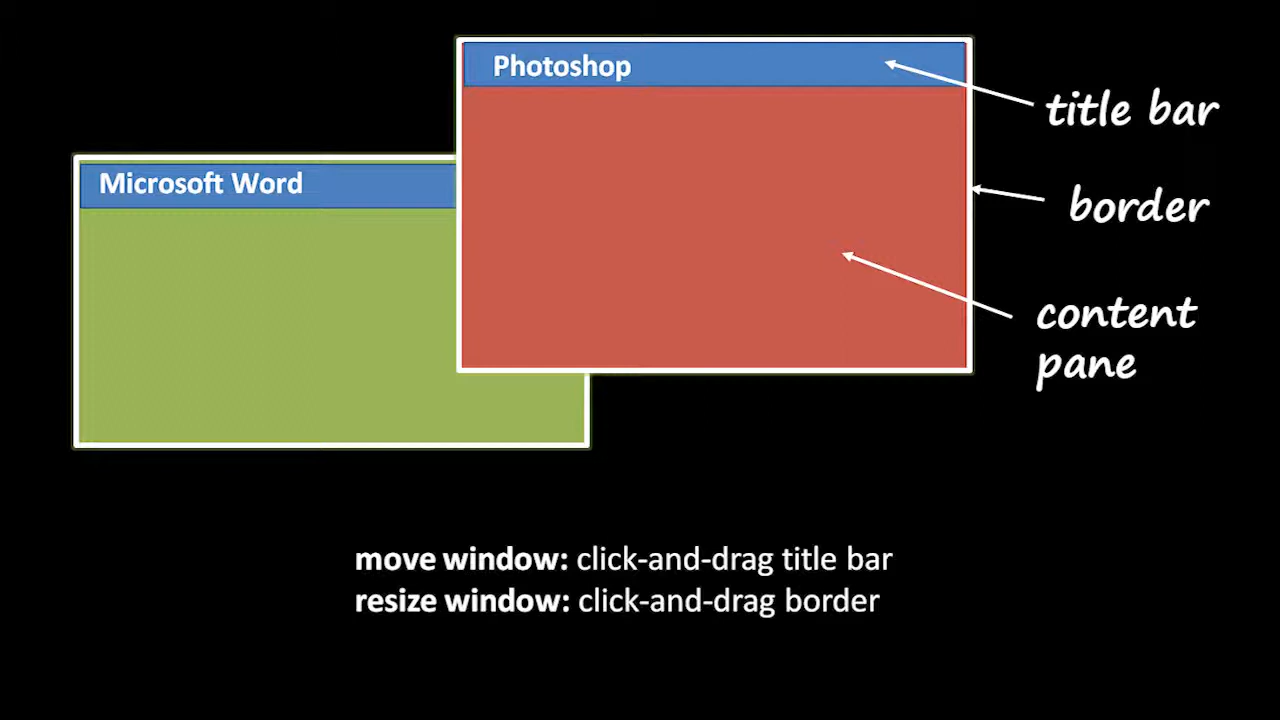 Photoshop
title bar
Microsoft Word
border
content
pane
move window: click-and-drag title bar
resize window: click-and-drag border